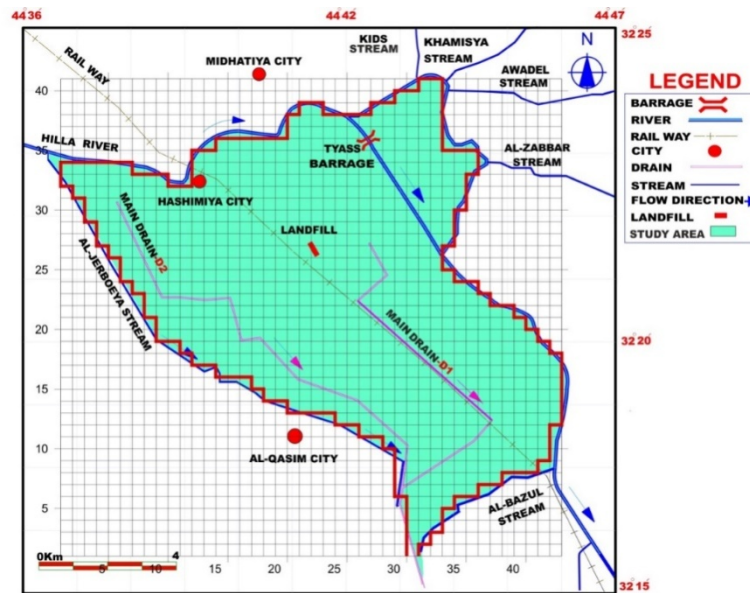 44 36
44 42
44 47
32 25
KIDS
STREAM
KHAMISYA
STREAM
N
RAIL WAY
MIDHATIYA CITY
AWADEL
STREAM
LEGEND
BARRAGE
RIVER
RAIL WAY
CITY
DRAIN
STREAM
FLOW DIRECTION
LANDFILL
STUDY AREA
40
35
30
25
20
15
10
5
HILLA RIVER
TYASS
BARRAGE
AL-ZABBAR
STREAM
HASHIMIYA CITY
MAIN DRAIN-D2
LANDFILL
AL-JERBOEYA STREAM
MAIN DRAIN-D1
32 20
AL-QASIM CITY
AL-BAZUL
STREAM
0Km 4
5 10 15 20 25 30 35 40
32 15